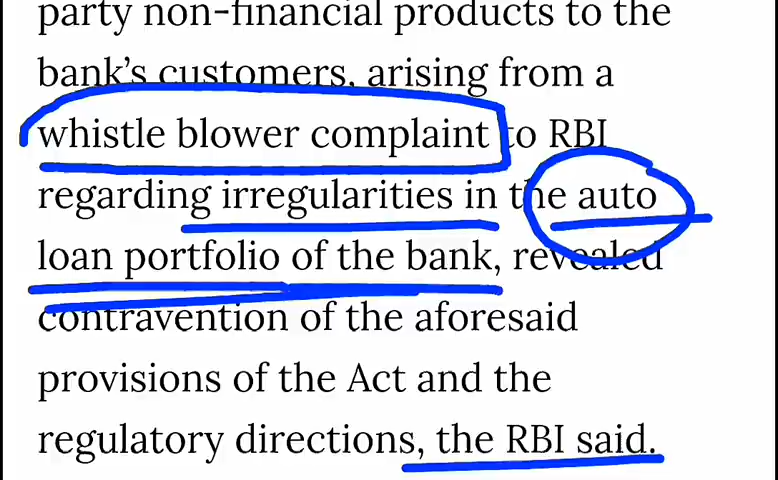 party non-financial products to the
bank's customers, arising from a
whistle blower complaint to RBI
regarding irregularities in the auto
loan portfolio of the bank, revealed
contravention of the aforesaid
provisions of the Act and the
regulatory directions, the RBI said.